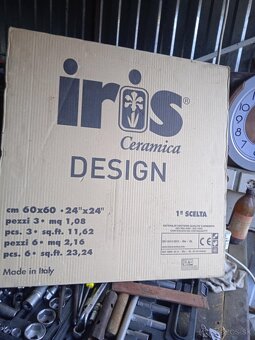 iris®
Ceramica
DESIGN
cm 60x60 • 24"x24"
pezzi 3 • mq 1,08
pcs. 3 • sq.ft. 11,62
pezzi 6 • mq 2,16
pcs. 6 • sq.ft. 23,24
Made in Italy
1ª SCELTA
CE